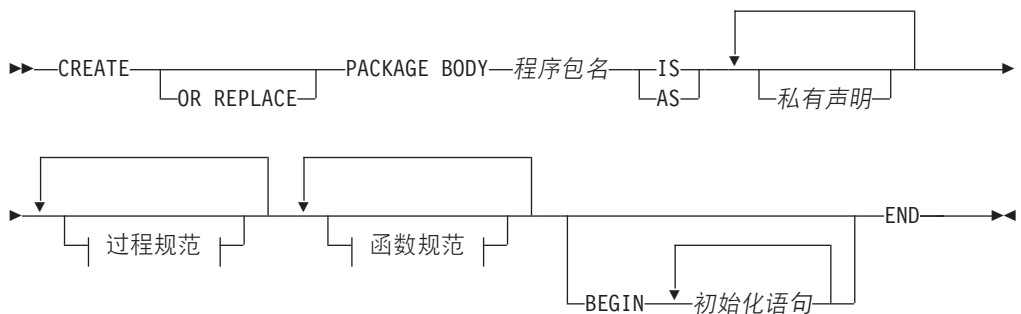 CREATE OR REPLACE PACKAGE BODY 程序包名 IS AS 私有声明
过程规范 函数规范 BEGIN 初始化语句 END